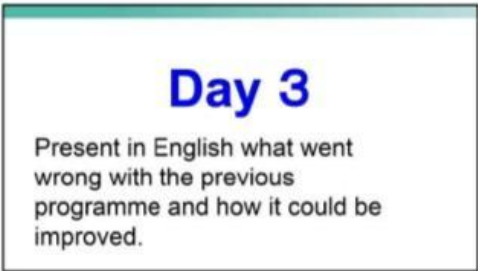 Day 3
Present in English what went
wrong with the previous
programme and how it could be
improved.